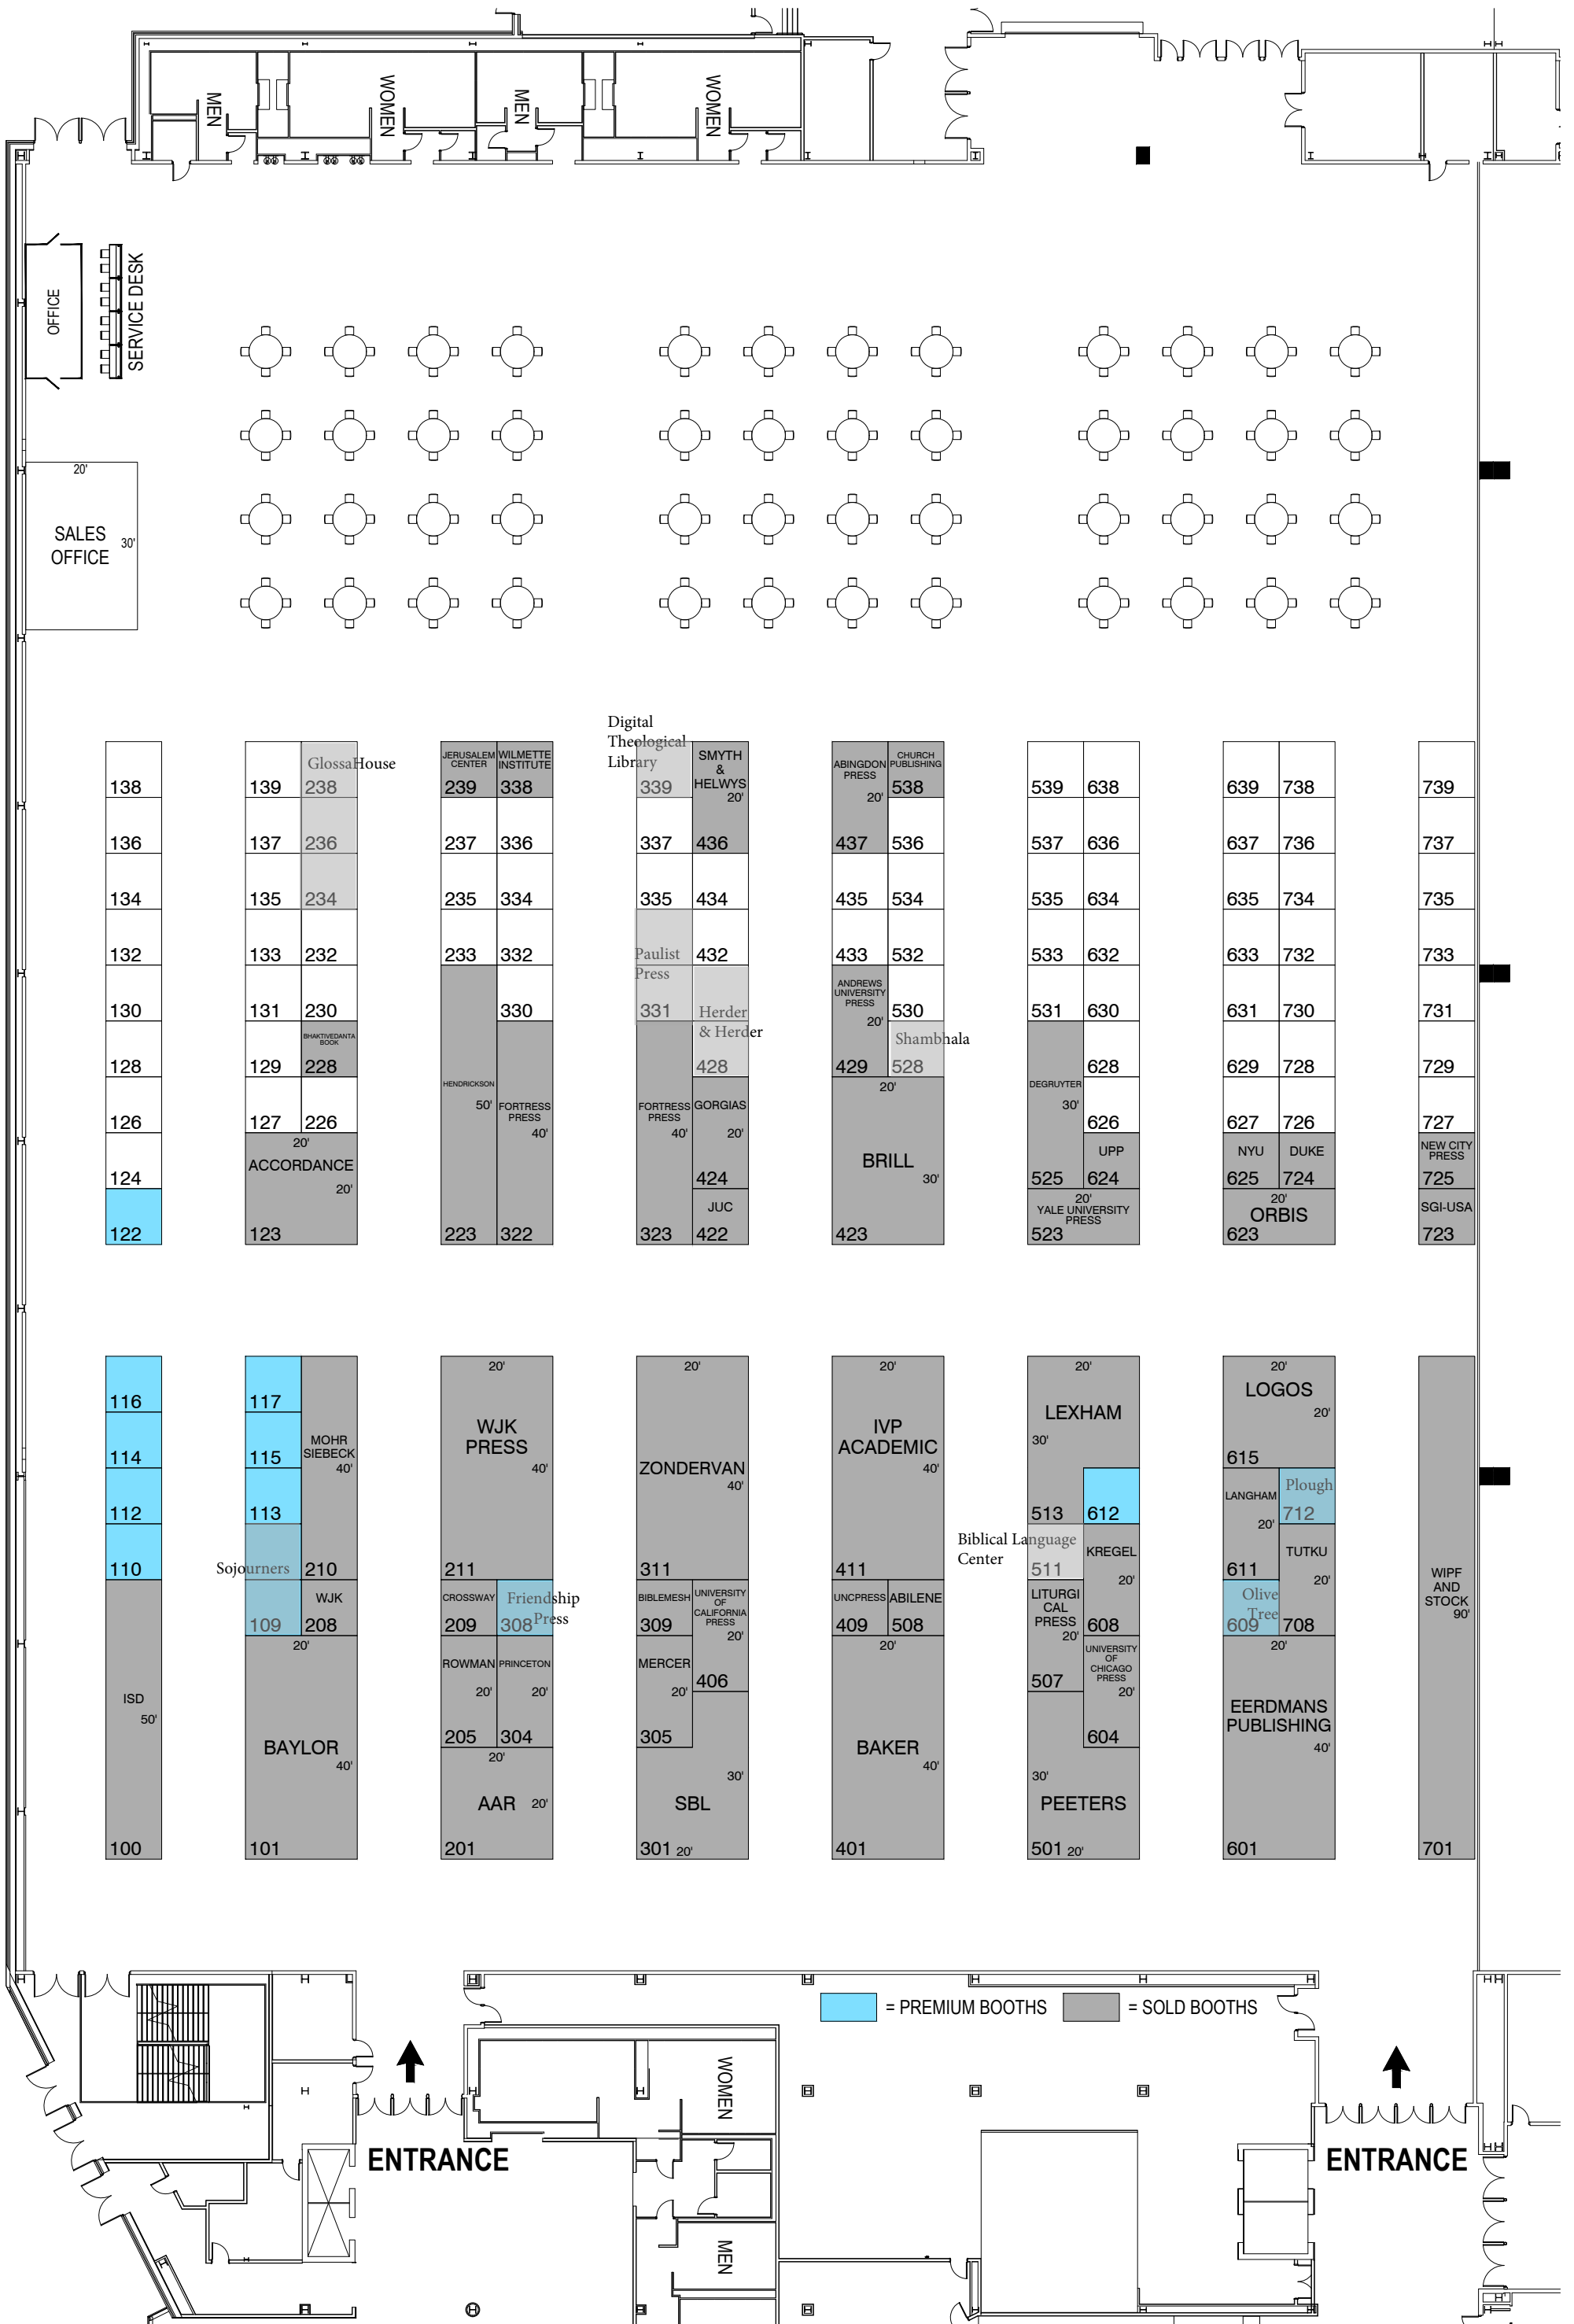 MEN
WOMEN
MEN
WOMEN
OFFICE
SERVICE DESK
20'
SALES
OFFICE
30'
138
136
134
132
130
128
126
124
122
139
137
135
133
131
129
127
GlossaHouse
238
236
234
232
230
BHAKTIVEDANTA
BOOK
228
226
20'
ACCORDANCE
20'
123
JERUSALEM
CENTER
239
237
235
233
HENDRICKSON
50'
223
WILMETTE
INSTITUTE
338
336
334
332
330
FORTRESS
PRESS
40'
322
Digital
Theological
Library
339
337
335
Paulist
Press
331
FORTRESS
PRESS
40'
323
SMYTH
&
HELWYS
20'
436
434
432
Herder
& Herder
428
GORGIAS
20'
424
JUC
422
ABINGDON
PRESS
20'
437
435
433
ANDREWS
UNIVERSITY
PRESS
20'
429
CHURCH
PUBLISHING
538
536
534
532
530
Shambhala
528
20'
BRILL
30'
423
539
537
535
533
531
DEGRUYTER
30'
525
638
636
634
632
630
628
626
UPP
624
20'
YALE UNIVERSITY
PRESS
523
639
637
635
633
631
629
627
NYU
625
738
736
734
732
730
728
726
DUKE
724
20'
ORBIS
623
739
737
735
733
731
729
727
NEW CITY
PRESS
725
SGI-USA
723
116
114
112
110
ISD
50'
100
117
115
113
Sojourners
109
MOHR
SIEBECK
40'
210
WJK
208
20'
BAYLOR
40'
101
20'
WJK
PRESS
40'
211
CROSSWAY
209
Friendship
Press
308
ROWMAN
20'
205
PRINCETON
20'
304
20'
AAR
20'
201
20'
ZONDERVAN
40'
311
BIBLEMESH
309
UNIVERSITY
OF
CALIFORNIA
PRESS
20'
406
MERCER
20'
305
30'
SBL
301 20'
20'
IVP
ACADEMIC
40'
411
UNCPRESS
409
ABILENE
508
20'
BAKER
40'
401
20'
LEXHAM
30'
513
612
Biblical Language
Center
511
KREGEL
20'
608
LITURGI
CAL
PRESS
20'
507
UNIVERSITY
OF
CHICAGO
PRESS
20'
604
30'
PEETERS
501 20'
20'
LOGOS
20'
615
LANGHAM
20'
611
Plough
712
TUTKU
20'
708
Olive
Tree
609
20'
EERDMANS
PUBLISHING
40'
601
WIPF
AND
STOCK
90'
701
= PREMIUM BOOTHS
= SOLD BOOTHS
WOMEN
MEN
ENTRANCE
ENTRANCE